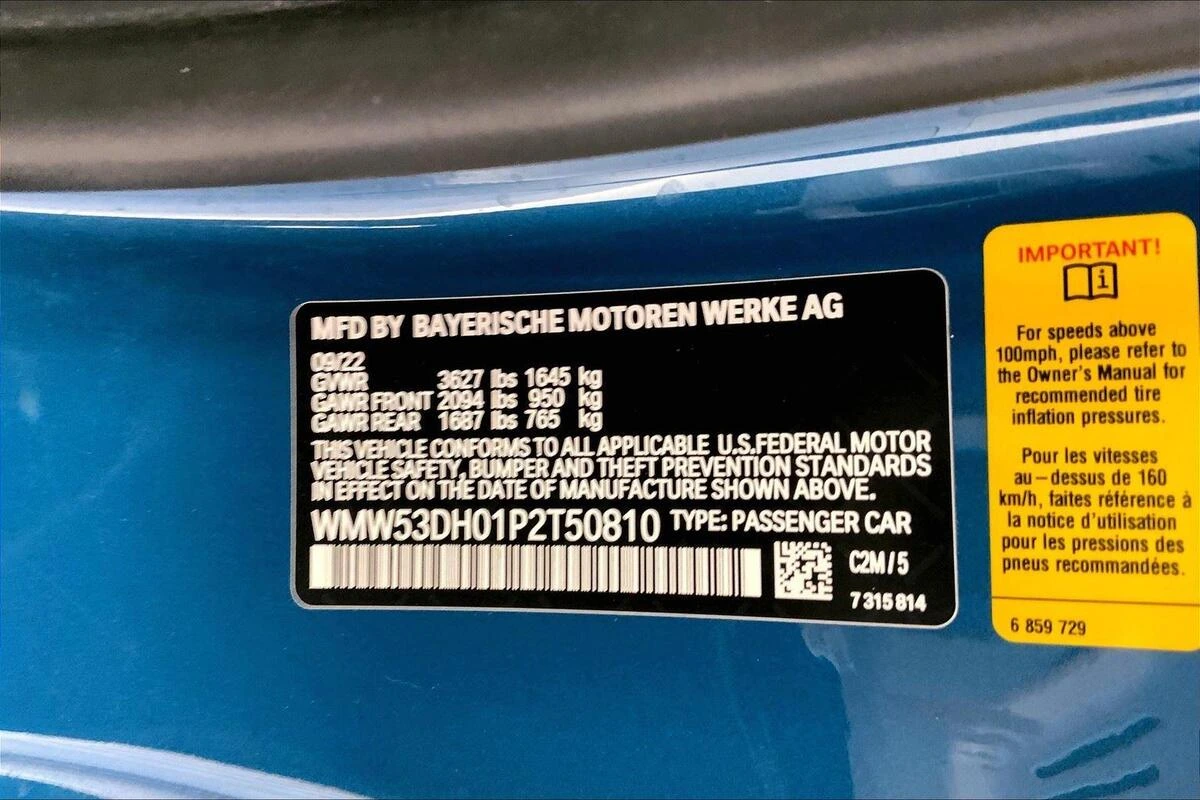 MFD BY BAYERISCHE MOTOREN WERKE AG
09/22
GVWR 3627 lbs 1645 kg
GAWR FRONT 2094 lbs 950 kg
GAWR REAR 1687 lbs 765 kg
THIS VEHICLE CONFORMS TO ALL APPLICABLE U.S.FEDERAL MOTOR
VEHICLE SAFETY, BUMPER AND THEFT PREVENTION STANDARDS
IN EFFECT ON THE DATE OF MANUFACTURE SHOWN ABOVE.
WMW53DH01P2T50810 TYPE: PASSENGER CAR
C2M/5
7315814
IMPORTANT!
i
For speeds above
100mph, please refer to
the Owner's Manual for
recommended tire
inflation pressures.
Pour les vitesses
au-dessus de 160
km/h, faites référence à
la notice d'utilisation
pour les pressions des
pneus recommandées.
6 859 729